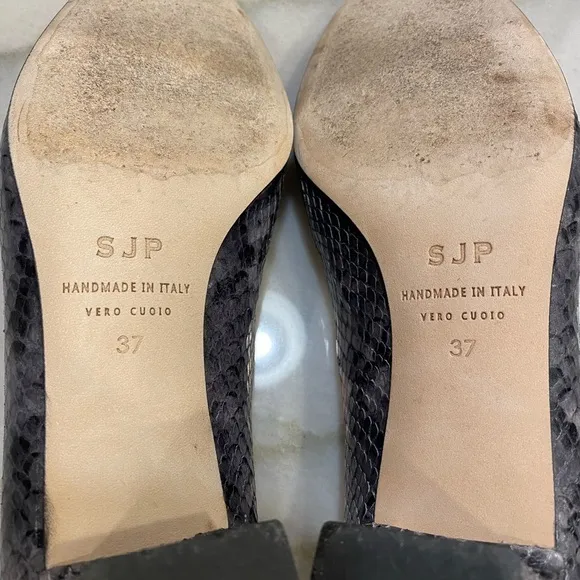 SJP
HANDMADE IN ITALY
VERO CUOIO
37
SJP
HANDMADE IN ITALY
VERO CUOIO
37